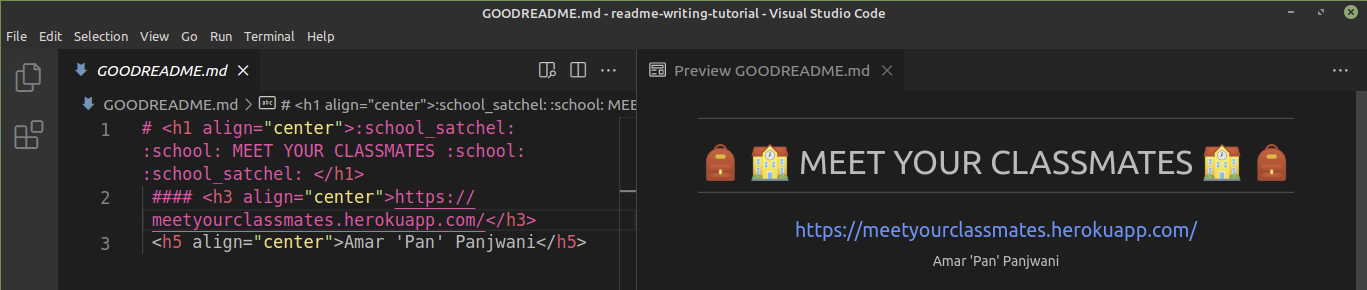 GOODREADME.md - readme-writing-tutorial - Visual Studio Code
File Edit Selection View Go Run Terminal Help
GOODREADME.md
Preview GOODREADME.md
GOODREADME.md > # <h1 align="center">:school_satchel: :school: MEE
1 # <h1 align="center">:school_satchel:
:school: MEET YOUR CLASSMATES :school:
:school_satchel: </h1>
2 #### <h3 align="center">https://
meetyourclassmates.herokuapp.com/</h3>
3 <h5 align="center">Amar 'Pan' Panjwani</h5>
MEET YOUR CLASSMATES
https://meetyourclassmates.herokuapp.com/
Amar 'Pan' Panjwani